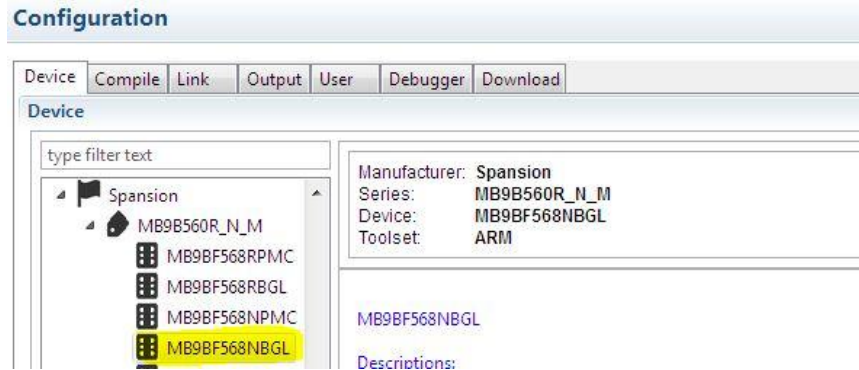 Configuration
Device Compile Link Output User Debugger Download
Device
type filter text
Spansion
MB9B560R_N_M
MB9BF568RPMC
MB9BF568RBGL
MB9BF568NPMC
MB9BF568NBGL
Manufacturer: Spansion
Series: MB9B560R_N_M
Device: MB9BF568NBGL
Toolset: ARM
MB9BF568NBGL
Descriptions: